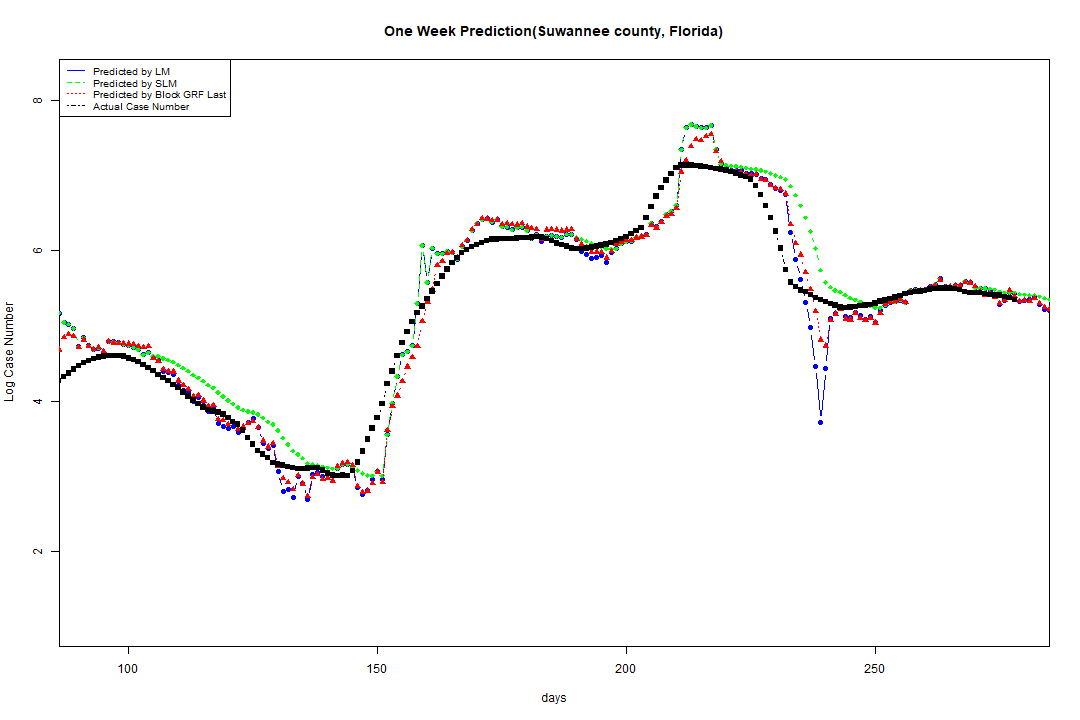 One Week Prediction(Suwannee county, Florida)
Predicted by LM
Predicted by SLM
Predicted by Block GRF Last
Actual Case Number
8
6
4
2
Log Case Number
100 150 200 250
days